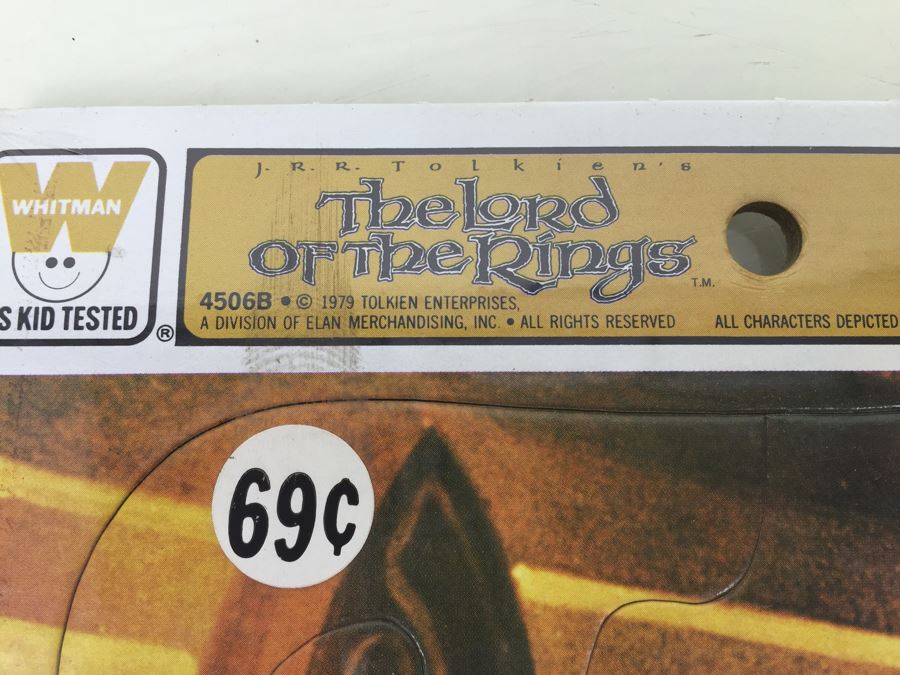 WHITMAN
S KID TESTED
®
J.R.R. Tolkien's
The Lord
OF The Rings
T.M.
4506B • © 1979 TOLKIEN ENTERPRISES,
A DIVISION OF ELAN MERCHANDISING, INC. • ALL RIGHTS RESERVED
ALL CHARACTERS DEPICTED
69¢